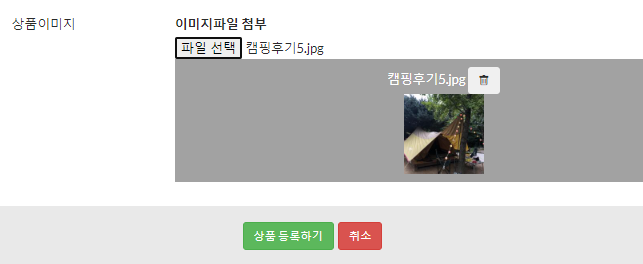 상품이미지
이미지파일 첨부
파일 선택 캠핑후기5.jpg
캠핑후기5.jpg
상품 등록하기 취소